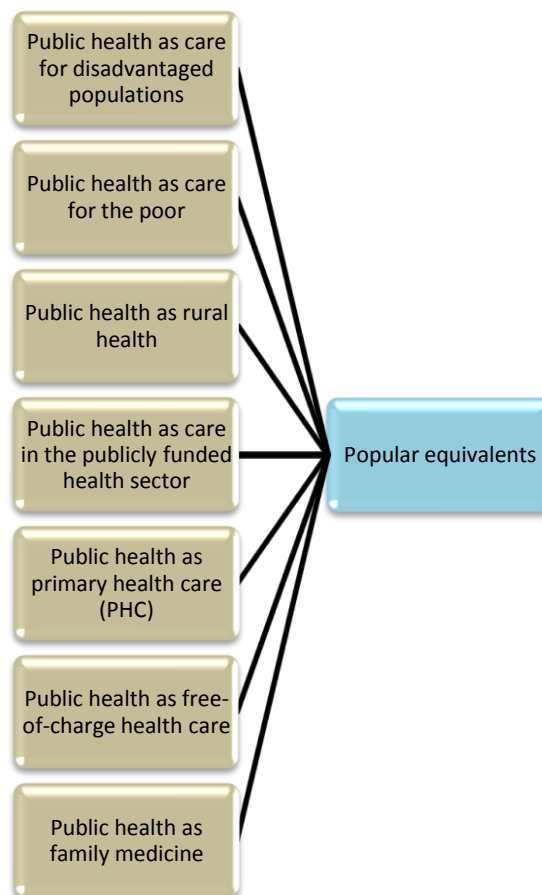 Public health as care
for disadvantaged
populations
Public health as care
for the poor
Public health as rural
health
Public health as care
in the publicly funded
health sector
Public health as
primary health care
(PHC)
Public health as free-
of-charge health care
Public health as
family medicine
Popular equivalents